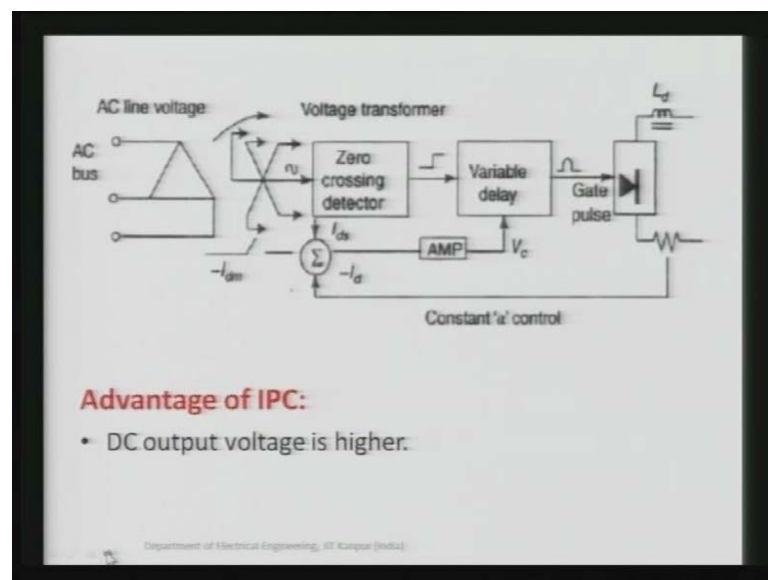 AC line voltage
Voltage transformer
L_d
AC
bus
Zero
crossing
detector
Variable
delay
Gate
pulse
I_ds
Σ
-I_dm
-I_d
AMP
V_c
Constant 'α' control
Advantage of IPC:
• DC output voltage is higher.
Department of Electrical Engineering, IIT Kanpur (India)